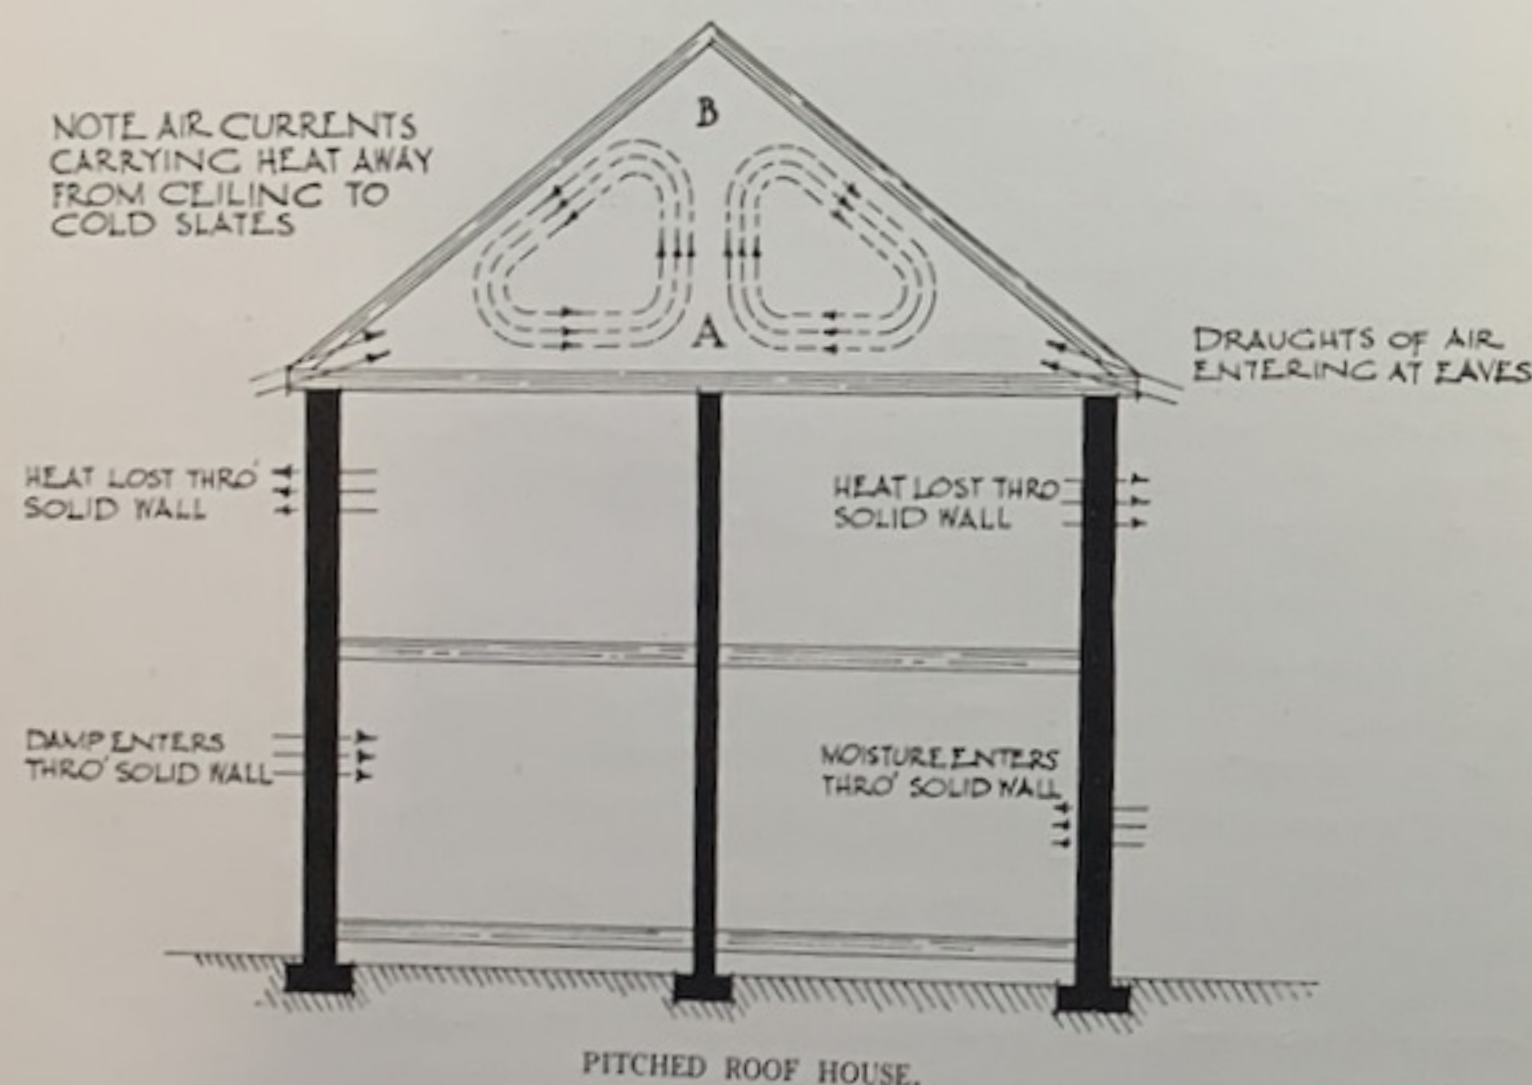 NOTE AIR CURRENTS
CARRYING HEAT AWAY
FROM CEILING TO
COLD SLATES
B
A
DRAUGHTS OF AIR
ENTERING AT EAVES
HEAT LOST THRO'
SOLID WALL
HEAT LOST THRO
SOLID WALL
DAMP ENTERS
THRO' SOLID WALL
MOISTURE ENTERS
THRO' SOLID WALL
PITCHED ROOF HOUSE.